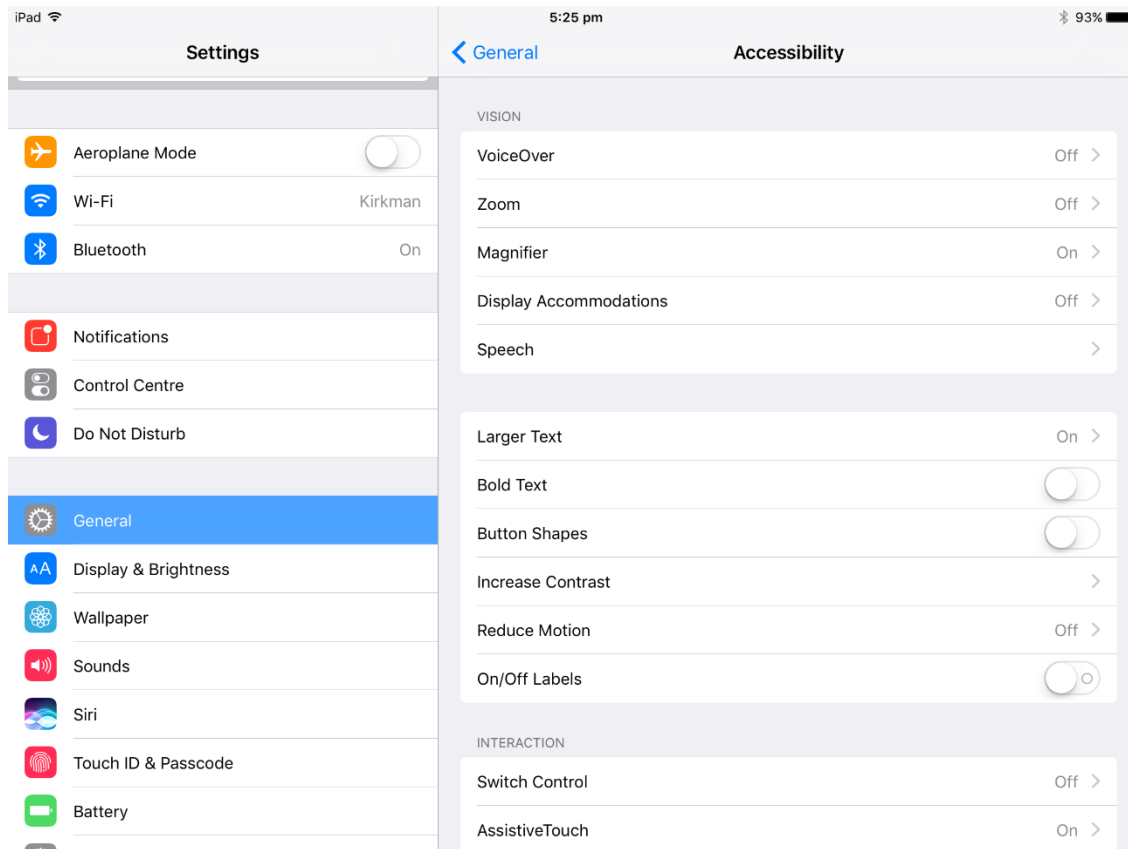 iPad 5:25 pm 93%
Settings
General Accessibility
Aeroplane Mode
Wi-Fi Kirkman
Bluetooth On
Notifications
Control Centre
Do Not Disturb
General
AA Display & Brightness
Wallpaper
Sounds
Siri
Touch ID & Passcode
Battery
VISION
VoiceOver Off
Zoom Off
Magnifier On
Display Accommodations Off
Speech
Larger Text On
Bold Text
Button Shapes
Increase Contrast
Reduce Motion Off
On/Off Labels
INTERACTION
Switch Control Off
AssistiveTouch On